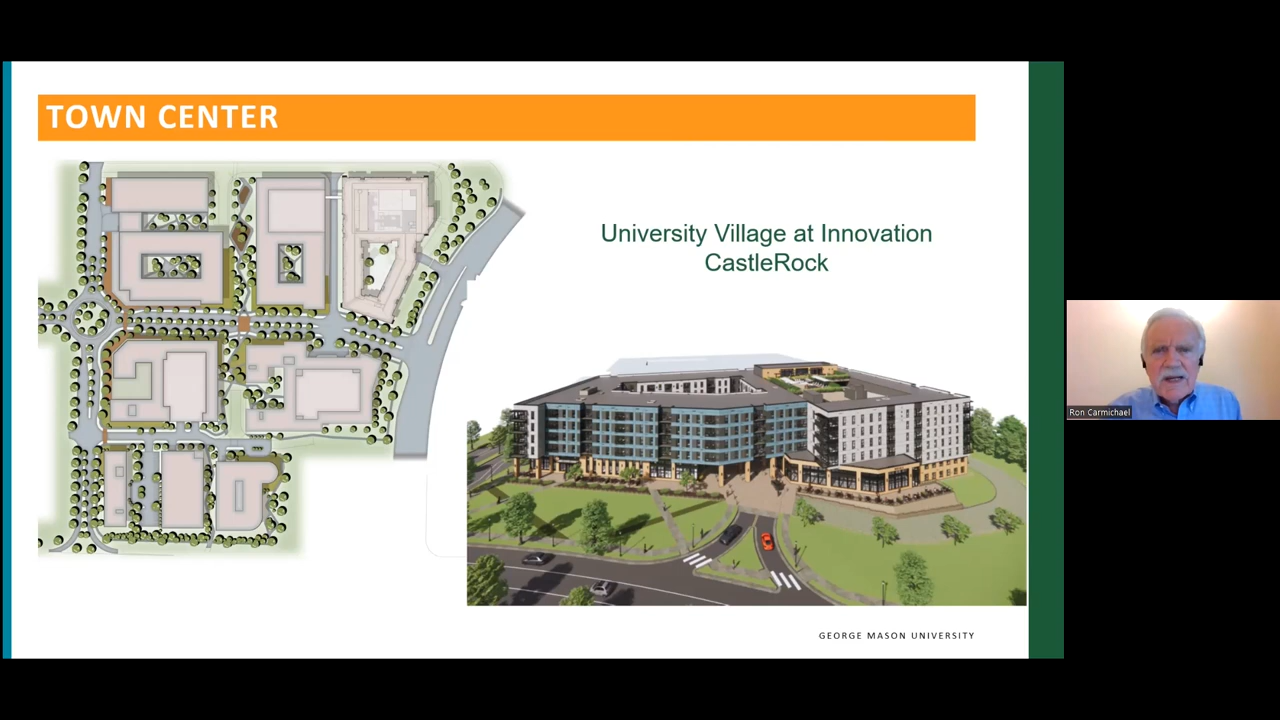 TOWN CENTER
University Village at Innovation
CastleRock
Ron Carmichael
GEORGE MASON UNIVERSITY